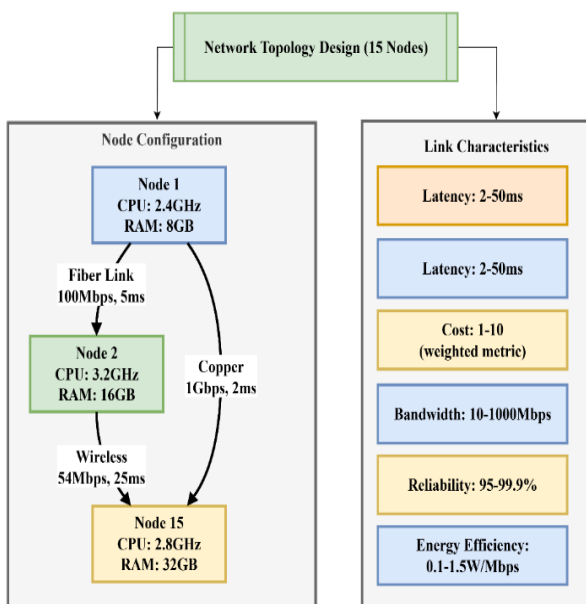 Network Topology Design (15 Nodes)
Node Configuration
Node 1
CPU: 2.4GHz
RAM: 8GB
Fiber Link
100Mbps, 5ms
Node 2
CPU: 3.2GHz
RAM: 16GB
Copper
1Gbps, 2ms
Wireless
54Mbps, 25ms
Node 15
CPU: 2.8GHz
RAM: 32GB
Link Characteristics
Latency: 2-50ms
Latency: 2-50ms
Cost: 1-10
(weighted metric)
Bandwidth: 10-1000Mbps
Reliability: 95-99.9%
Energy Efficiency:
0.1-1.5W/Mbps